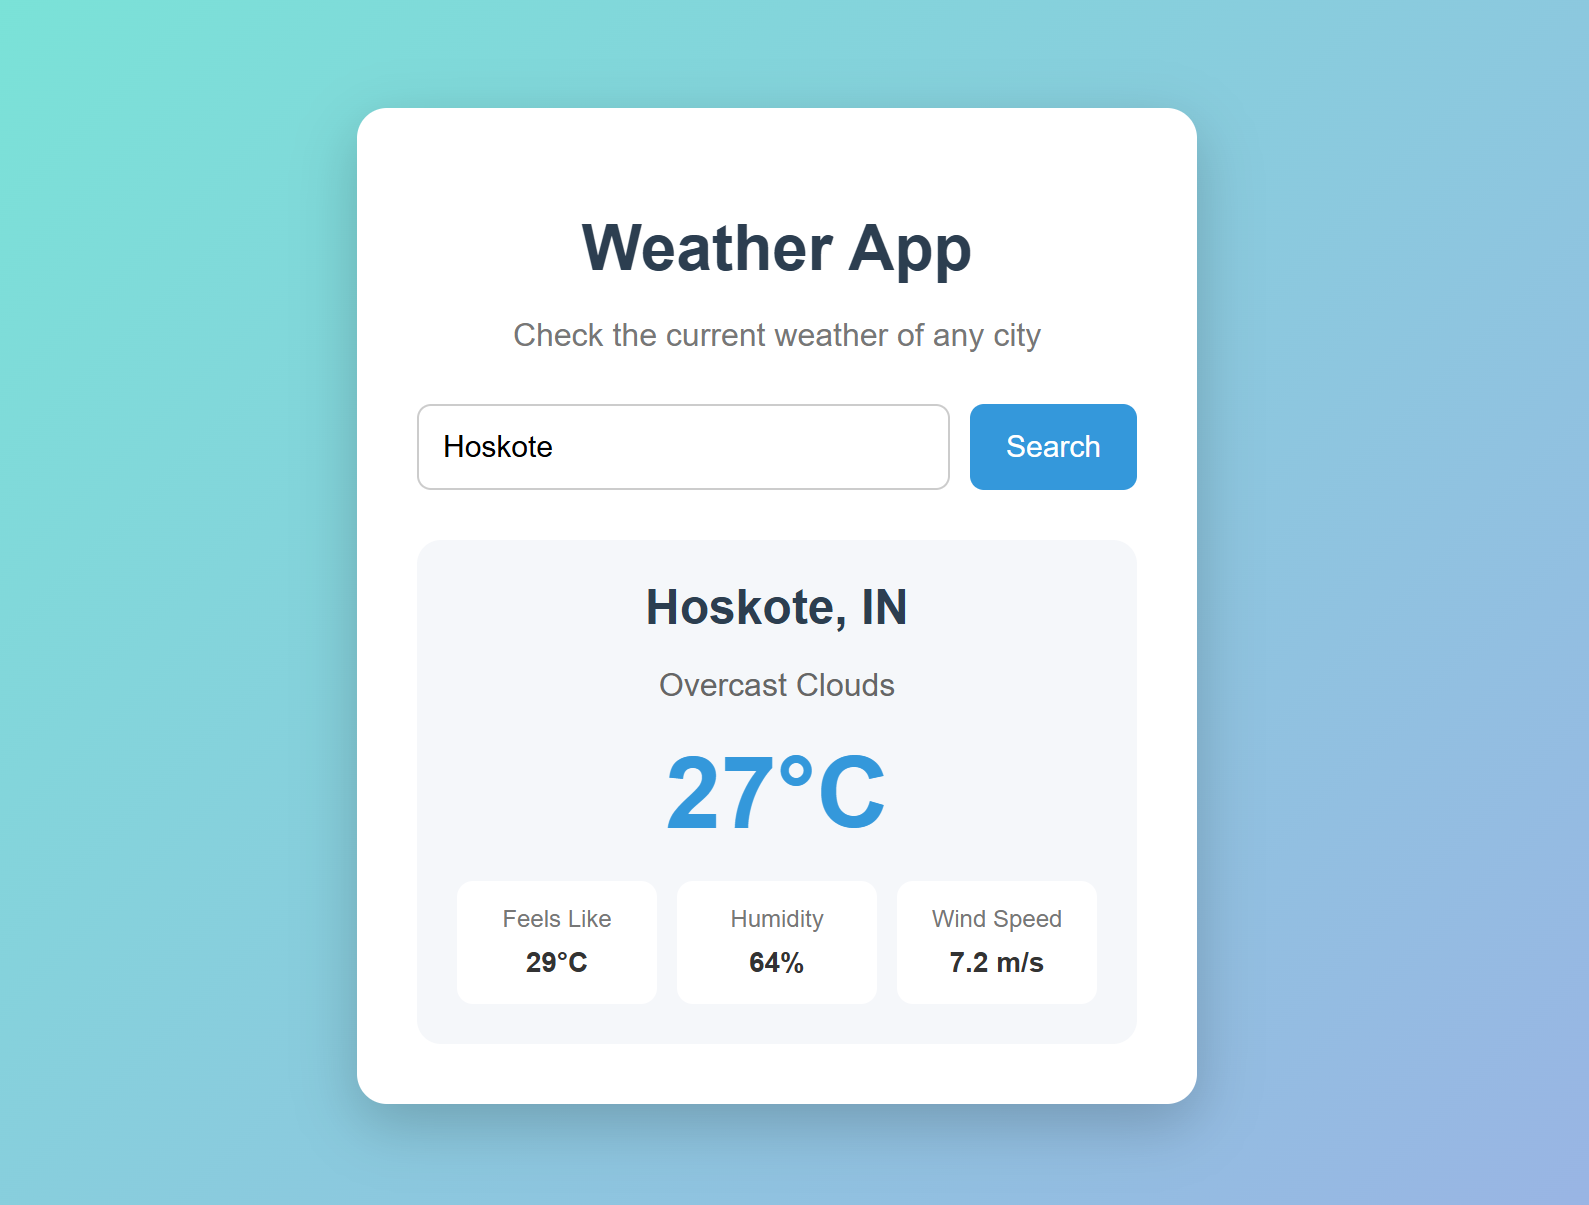 Weather App
Check the current weather of any city
Hoskote
Search
Hoskote, IN
Overcast Clouds
27°C
Feels Like
29°C
Humidity
64%
Wind Speed
7.2 m/s